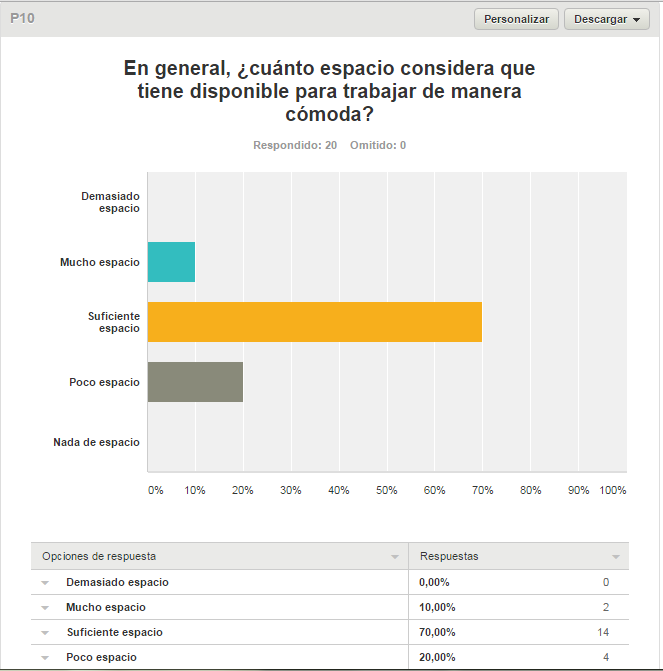 P10
Personalizar
Descargar
En general, ¿cuánto espacio considera que
tiene disponible para trabajar de manera
cómoda?
Respondido: 20 Omitido: 0
Demasiado
espacio
Mucho espacio
Suficiente
espacio
Poco espacio
Nada de espacio
0% 10% 20% 30% 40% 50% 60% 70% 80% 90% 100%
Opciones de respuesta Respuestas
Demasiado espacio 0,00% 0
Mucho espacio 10,00% 2
Suficiente espacio 70,00% 14
Poco espacio 20,00% 4